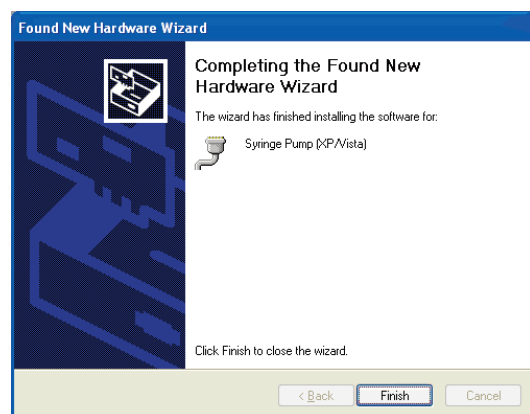 Found New Hardware Wizard
Completing the Found New
Hardware Wizard
The wizard has finished installing the software for:
Syringe Pump (XP/Vista)
Click Finish to close the wizard.
< Back Finish Cancel